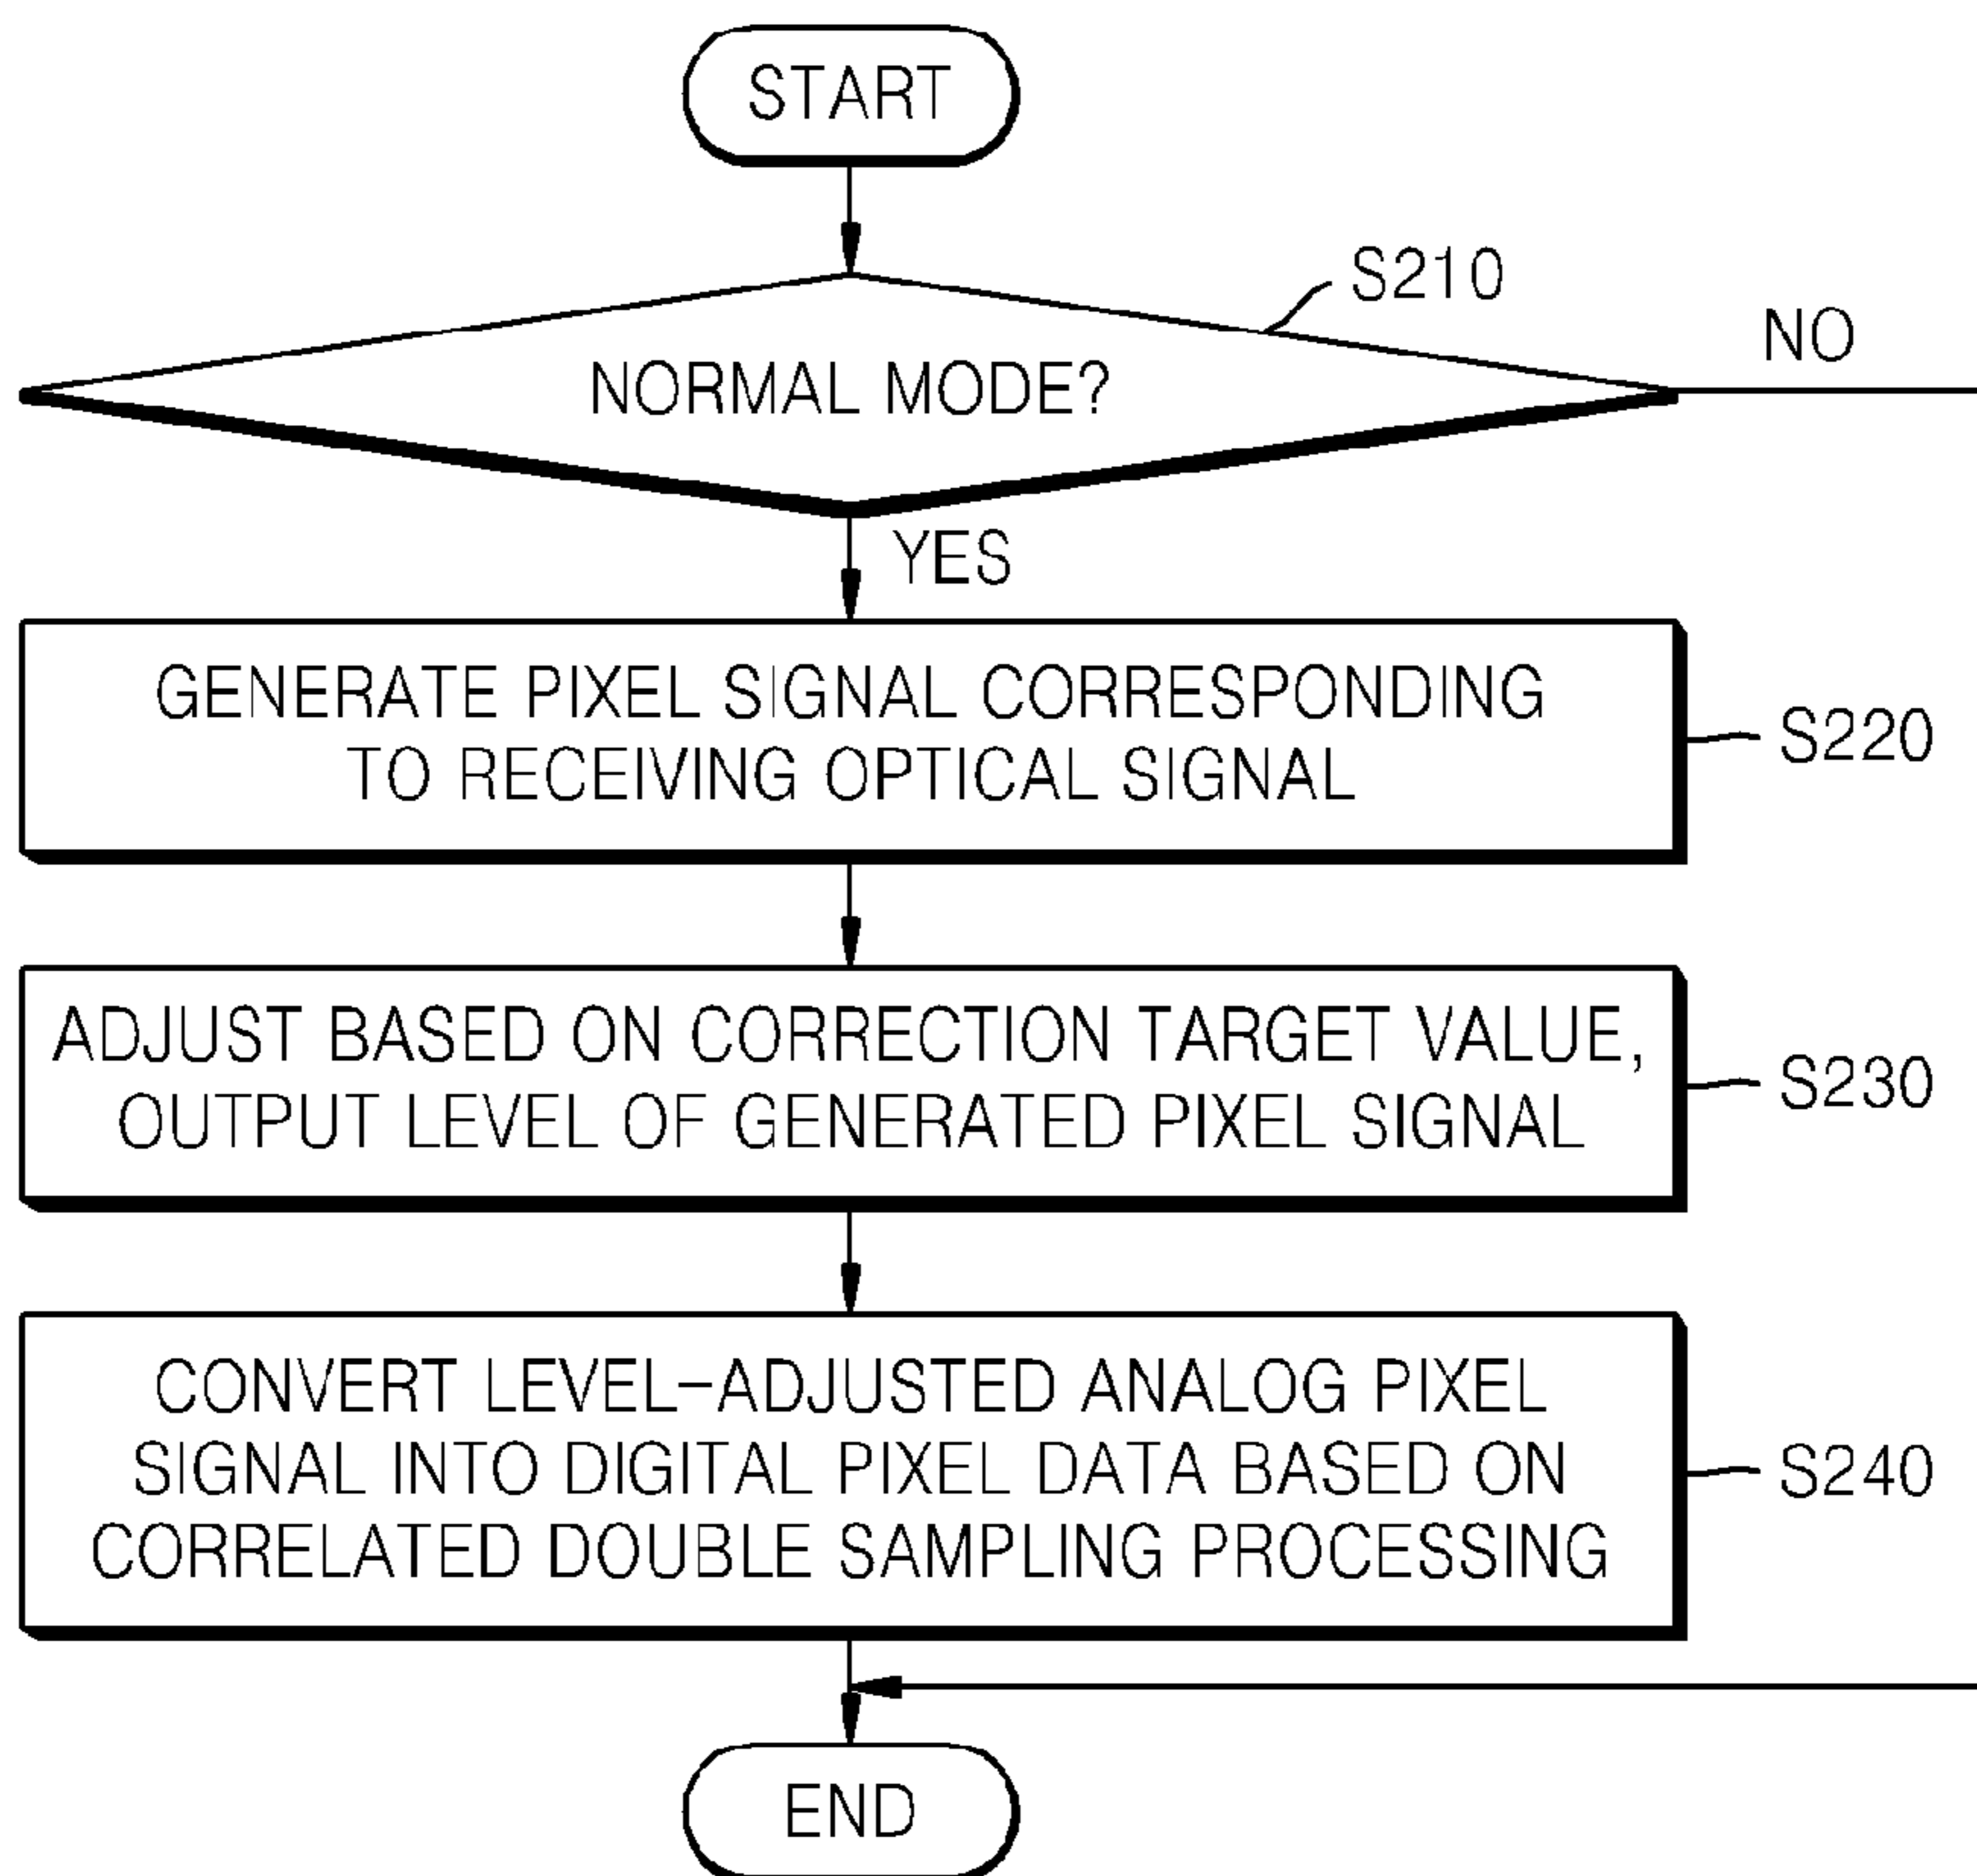 START
S210
NO
NORMAL MODE?
YES
GENERATE PIXEL SIGNAL CORRESPONDING
TO RECEIVING OPTICAL SIGNAL
S220
ADJUST BASED ON CORRECTION TARGET VALUE,
OUTPUT LEVEL OF GENERATED PIXEL SIGNAL
S230
CONVERT LEVEL-ADJUSTED ANALOG PIXEL
SIGNAL INTO DIGITAL PIXEL DATA BASED ON
CORRELATED DOUBLE SAMPLING PROCESSING
S240
END